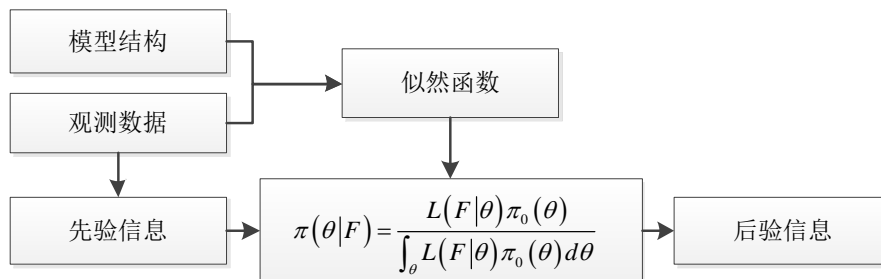 模型结构
观测数据
似然函数
先验信息
π(θ|F) = L(F|θ)π₀(θ) / ∫_θ L(F|θ)π₀(θ)dθ
后验信息